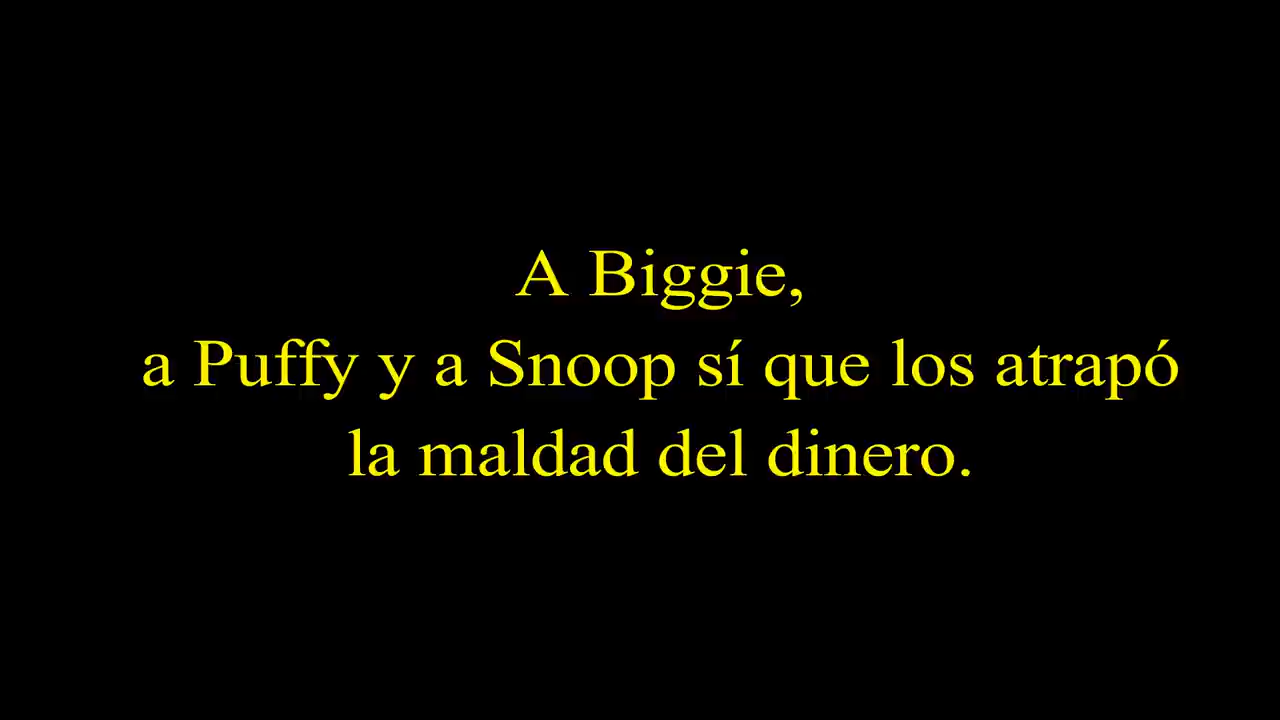 A Biggie,
a Puffy y a Snoop sí que los atrapó
la maldad del dinero.